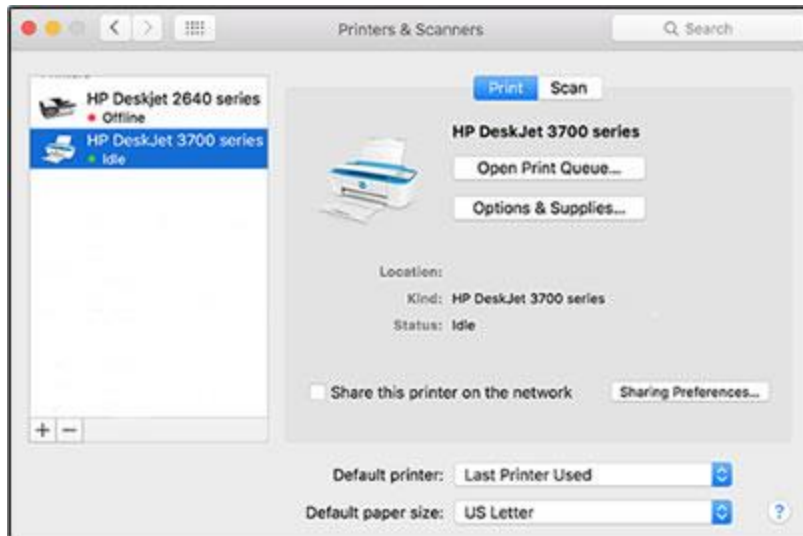 Printers & Scanners
Search
HP Deskjet 2640 series
Offline
HP DeskJet 3700 series
Idle
Print
Scan
HP DeskJet 3700 series
Open Print Queue...
Options & Supplies...
Location:
Kind: HP DeskJet 3700 series
Status: Idle
Share this printer on the network
Sharing Preferences...
+ −
Default printer: Last Printer Used
Default paper size: US Letter
?